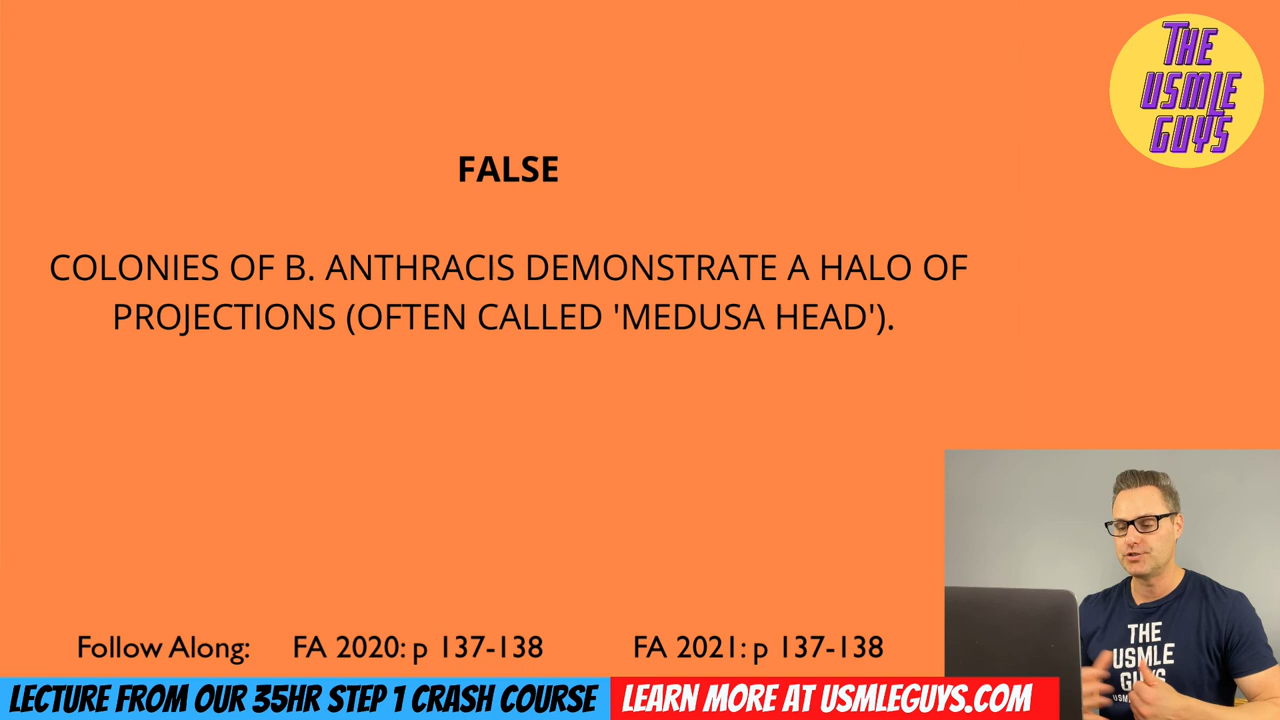 THE
USMLE
GUYS
FALSE
COLONIES OF B. ANTHRACIS DEMONSTRATE A HALO OF
PROJECTIONS (OFTEN CALLED 'MEDUSA HEAD').
THE
USMLE
GUYS
Follow Along: FA 2020: p 137-138 FA 2021: p 137-138
LECTURE FROM OUR 35HR STEP 1 CRASH COURSE LEARN MORE AT USMLEGUYS.COM